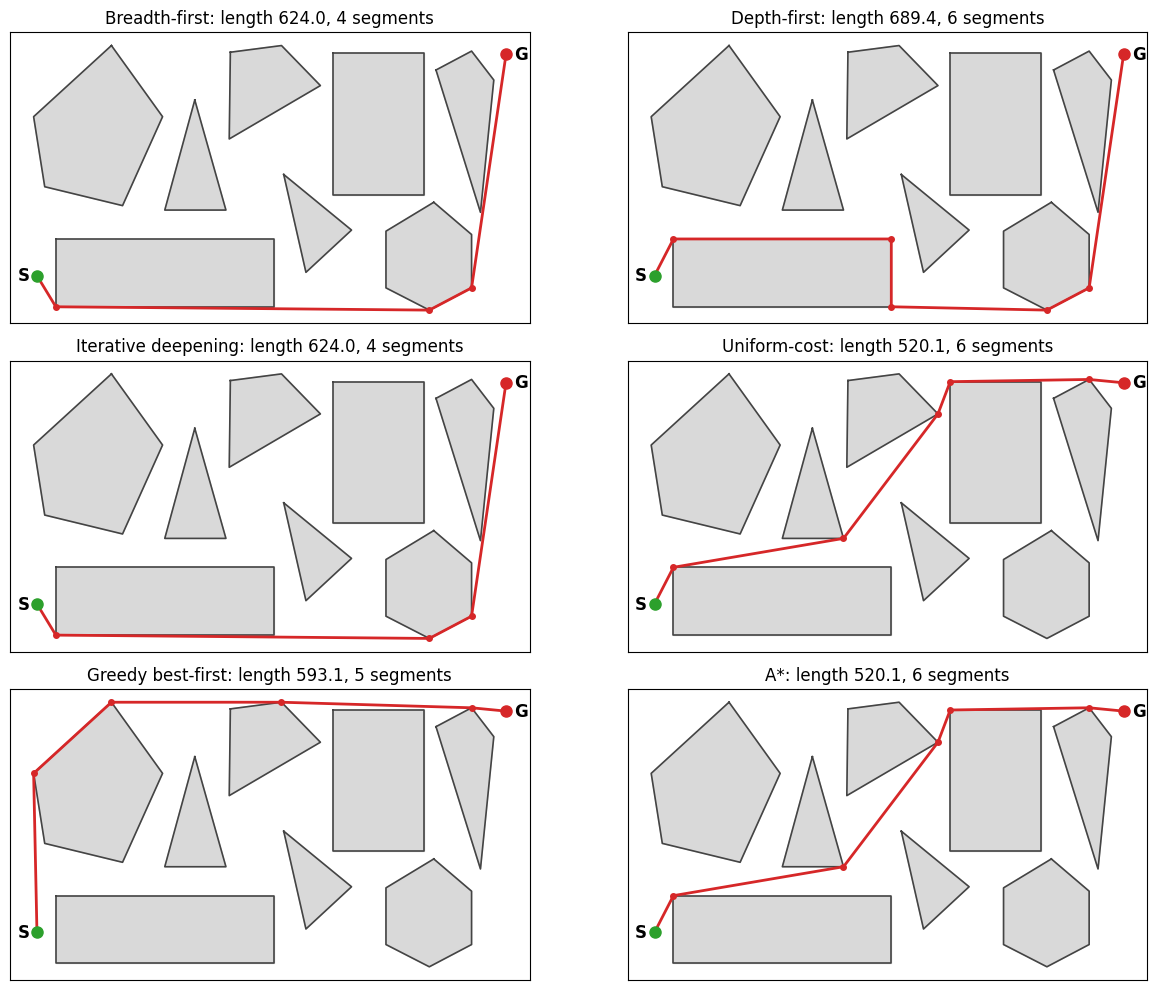 Breadth-first: length 624.0, 4 segments
G
S
Depth-first: length 689.4, 6 segments
G
S
Iterative deepening: length 624.0, 4 segments
G
S
Uniform-cost: length 520.1, 6 segments
G
S
Greedy best-first: length 593.1, 5 segments
G
S
A*: length 520.1, 6 segments
G
S